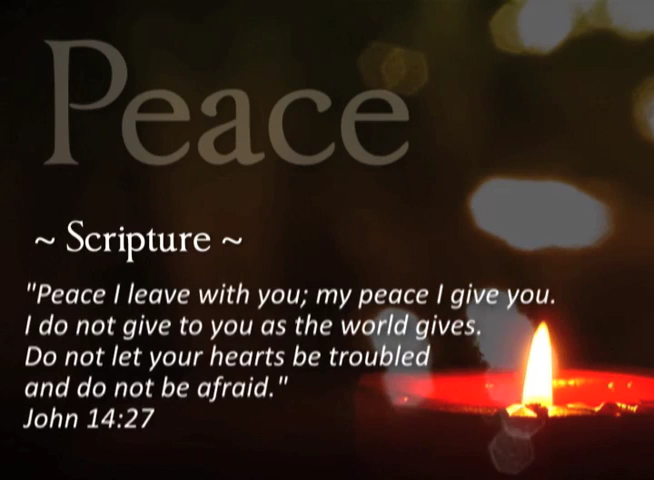 Peace
~ Scripture ~
"Peace I leave with you; my peace I give you.
I do not give to you as the world gives.
Do not let your hearts be troubled
and do not be afraid."
John 14:27